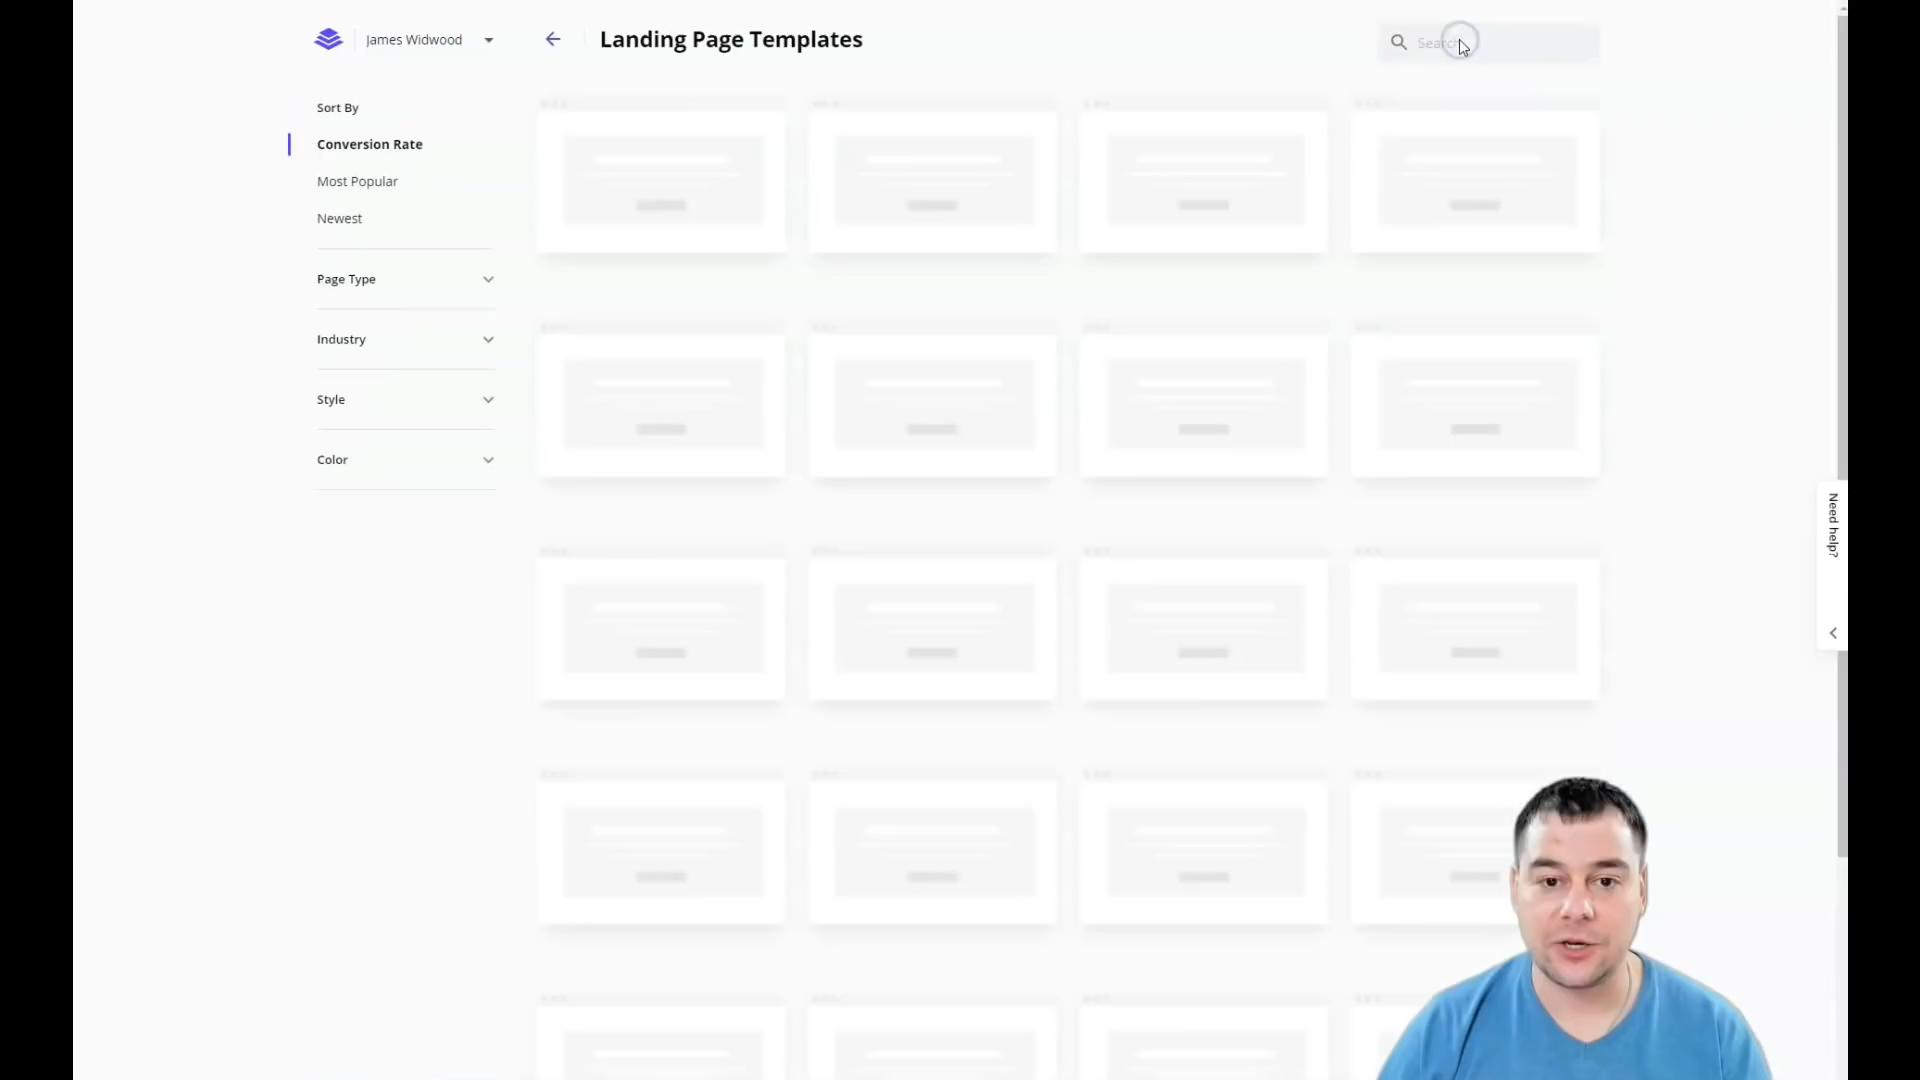 James Widwood
Landing Page Templates
Search
Sort By
Conversion Rate
Most Popular
Newest
Page Type
Industry
Style
Color
Need help?